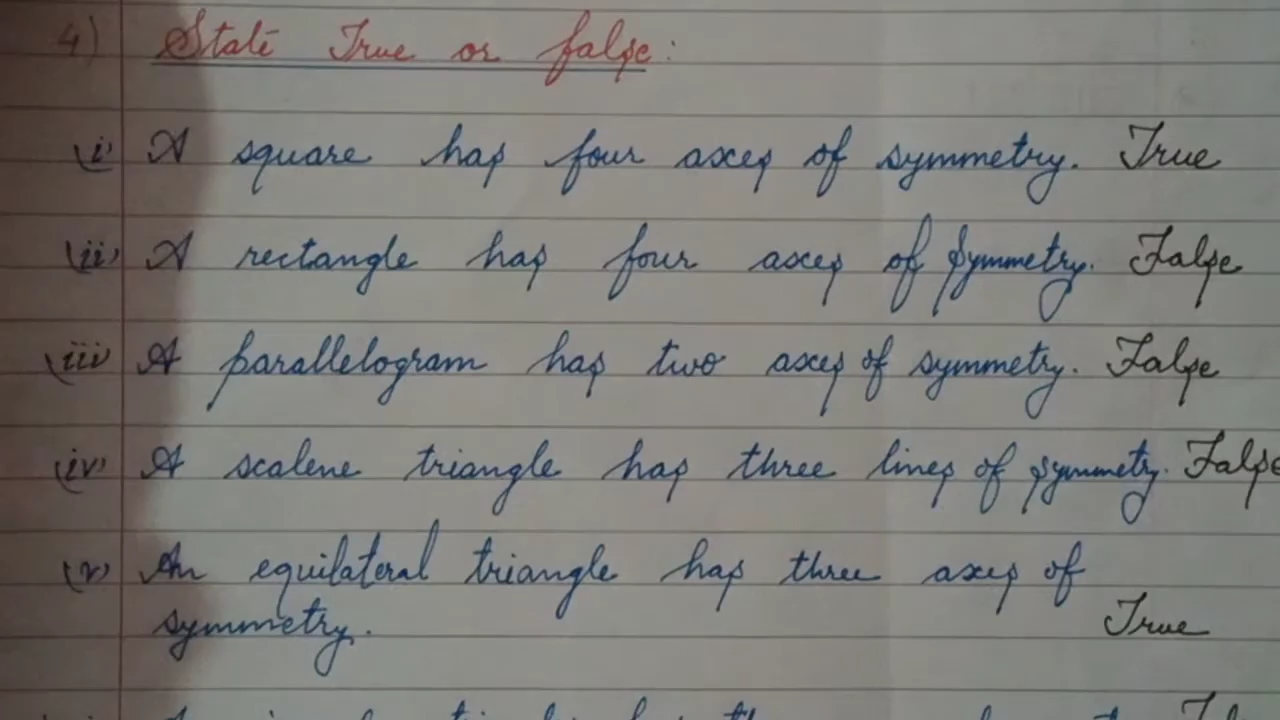 4) State True or false:
(i) A square has four axes of symmetry. True
(ii) A rectangle has four axes of symmetry. False
(iii) A parallelogram has two axes of symmetry. False
(iv) A scalene triangle has three lines of symmetry. False
(v) An equilateral triangle has three axes of
symmetry. True